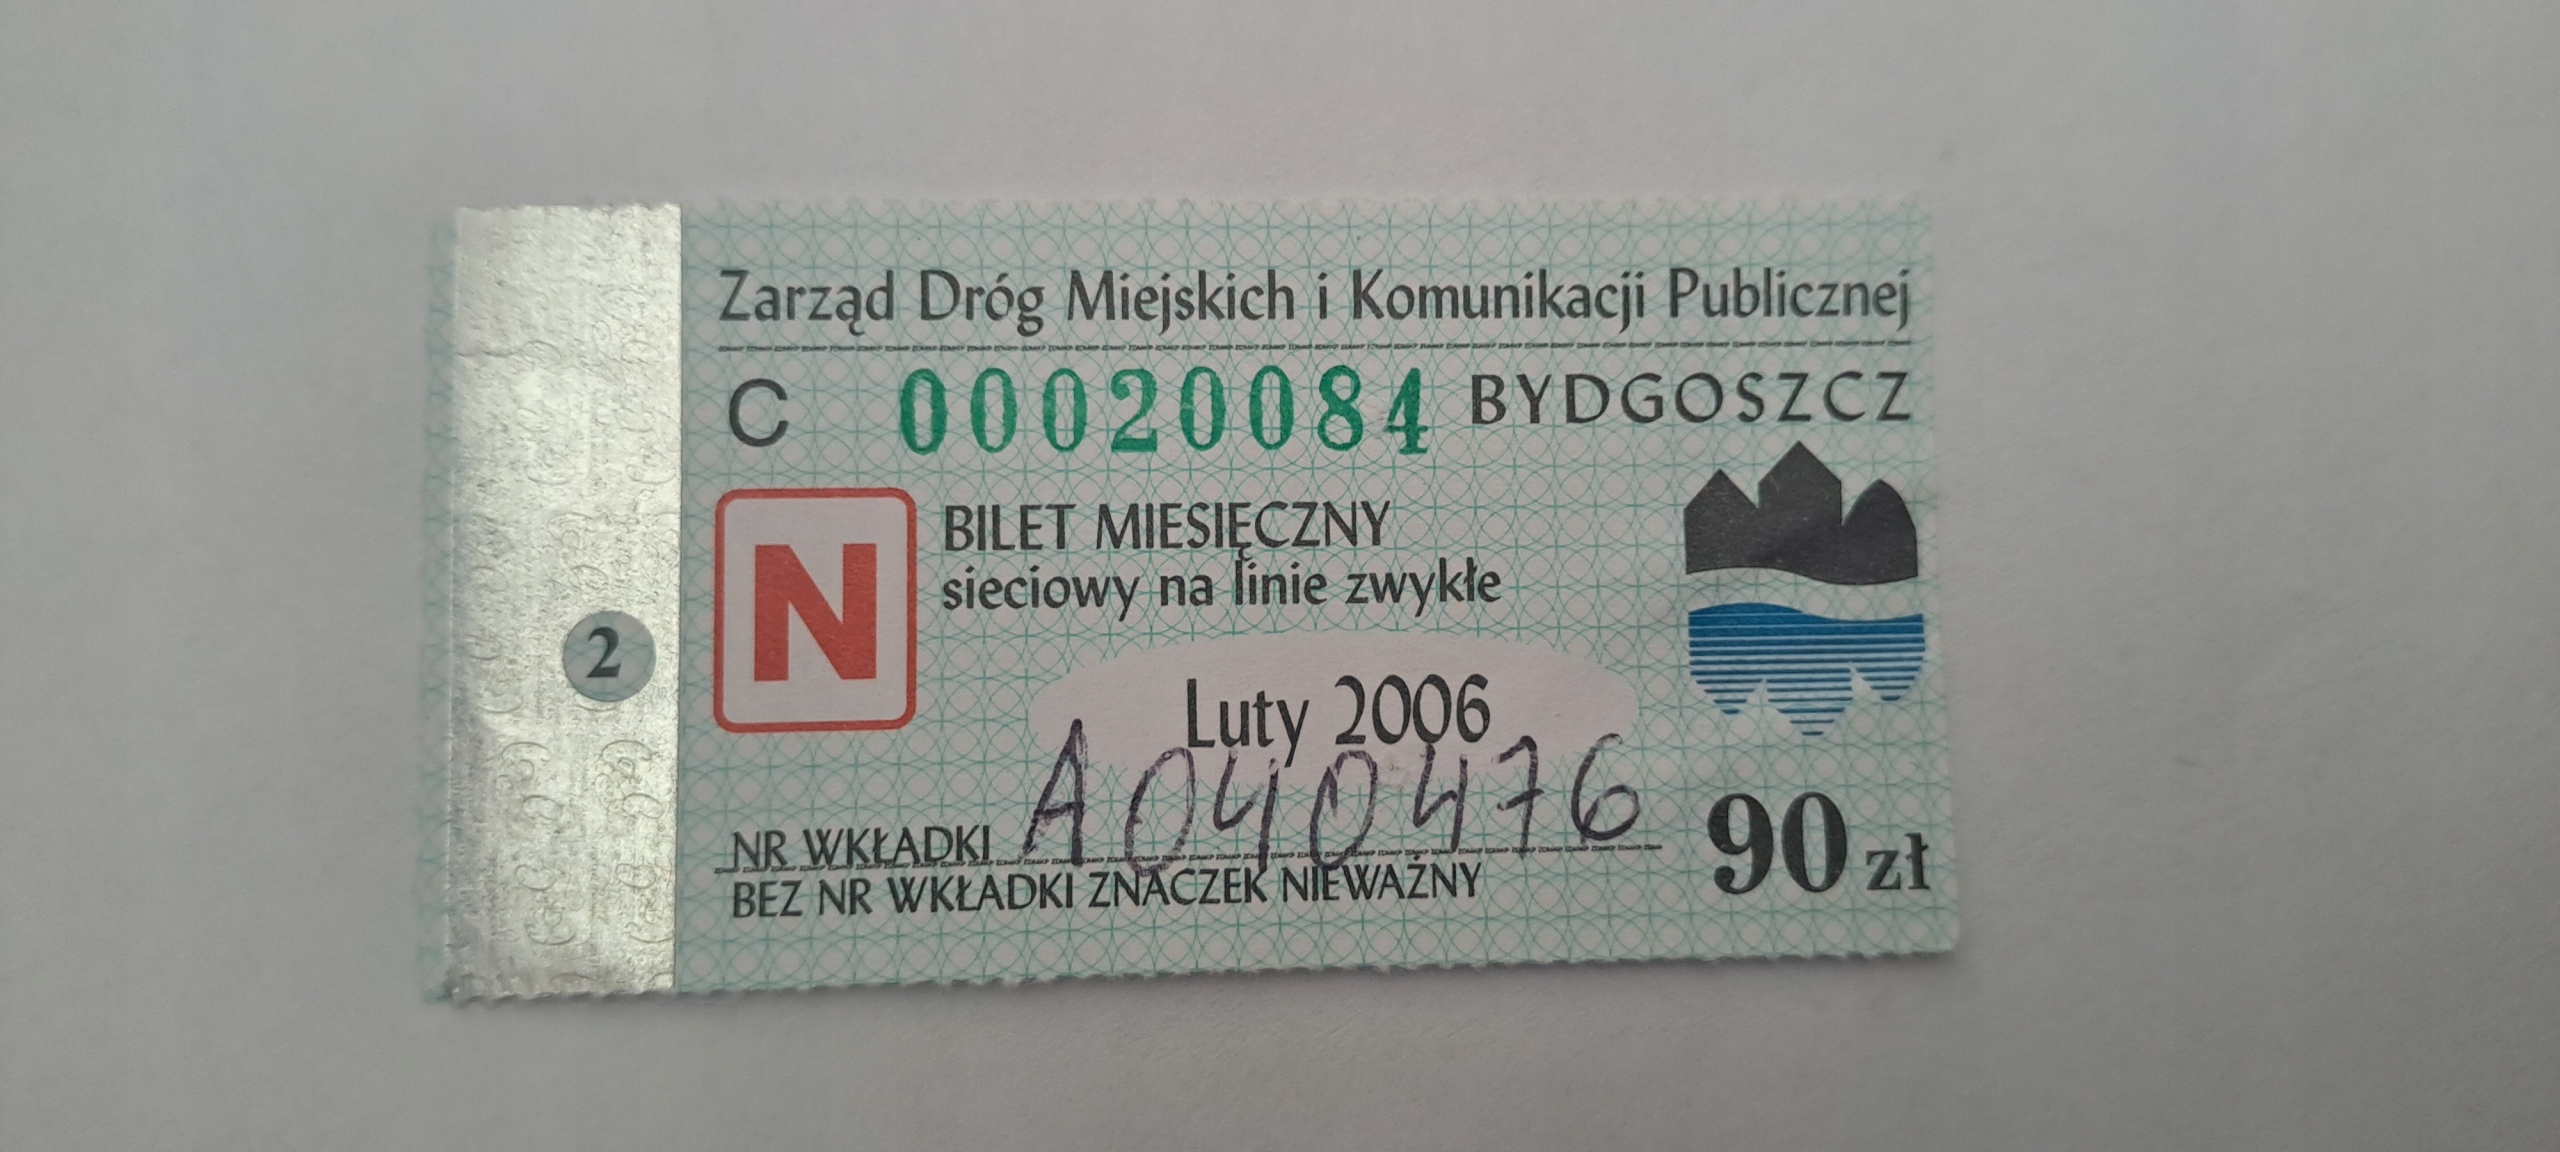 Zarząd Dróg Miejskich i Komunikacji Publicznej
C 00020084 BYDGOSZCZ
N
BILET MIESIĘCZNY
sieciowy na linie zwykłe
2
Luty 2006
NR WKŁADKI A040476
90 zł
BEZ NR WKŁADKI ZNACZEK NIEWAŻNY